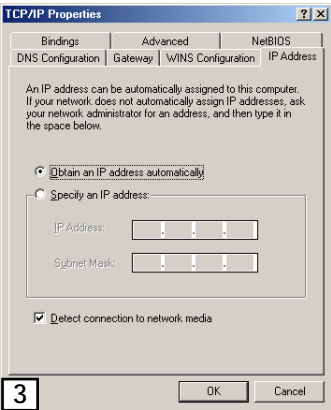 TCP/IP Properties
Bindings Advanced NetBIOS
DNS Configuration Gateway WINS Configuration IP Address
An IP address can be automatically assigned to this computer.
If your network does not automatically assign IP addresses, ask
your network administrator for an address, and then type it in
the space below.
Obtain an IP address automatically
Specify an IP address:
IP Address:
. . .
Subnet Mask:
. . .
Detect connection to network media
3
OK Cancel